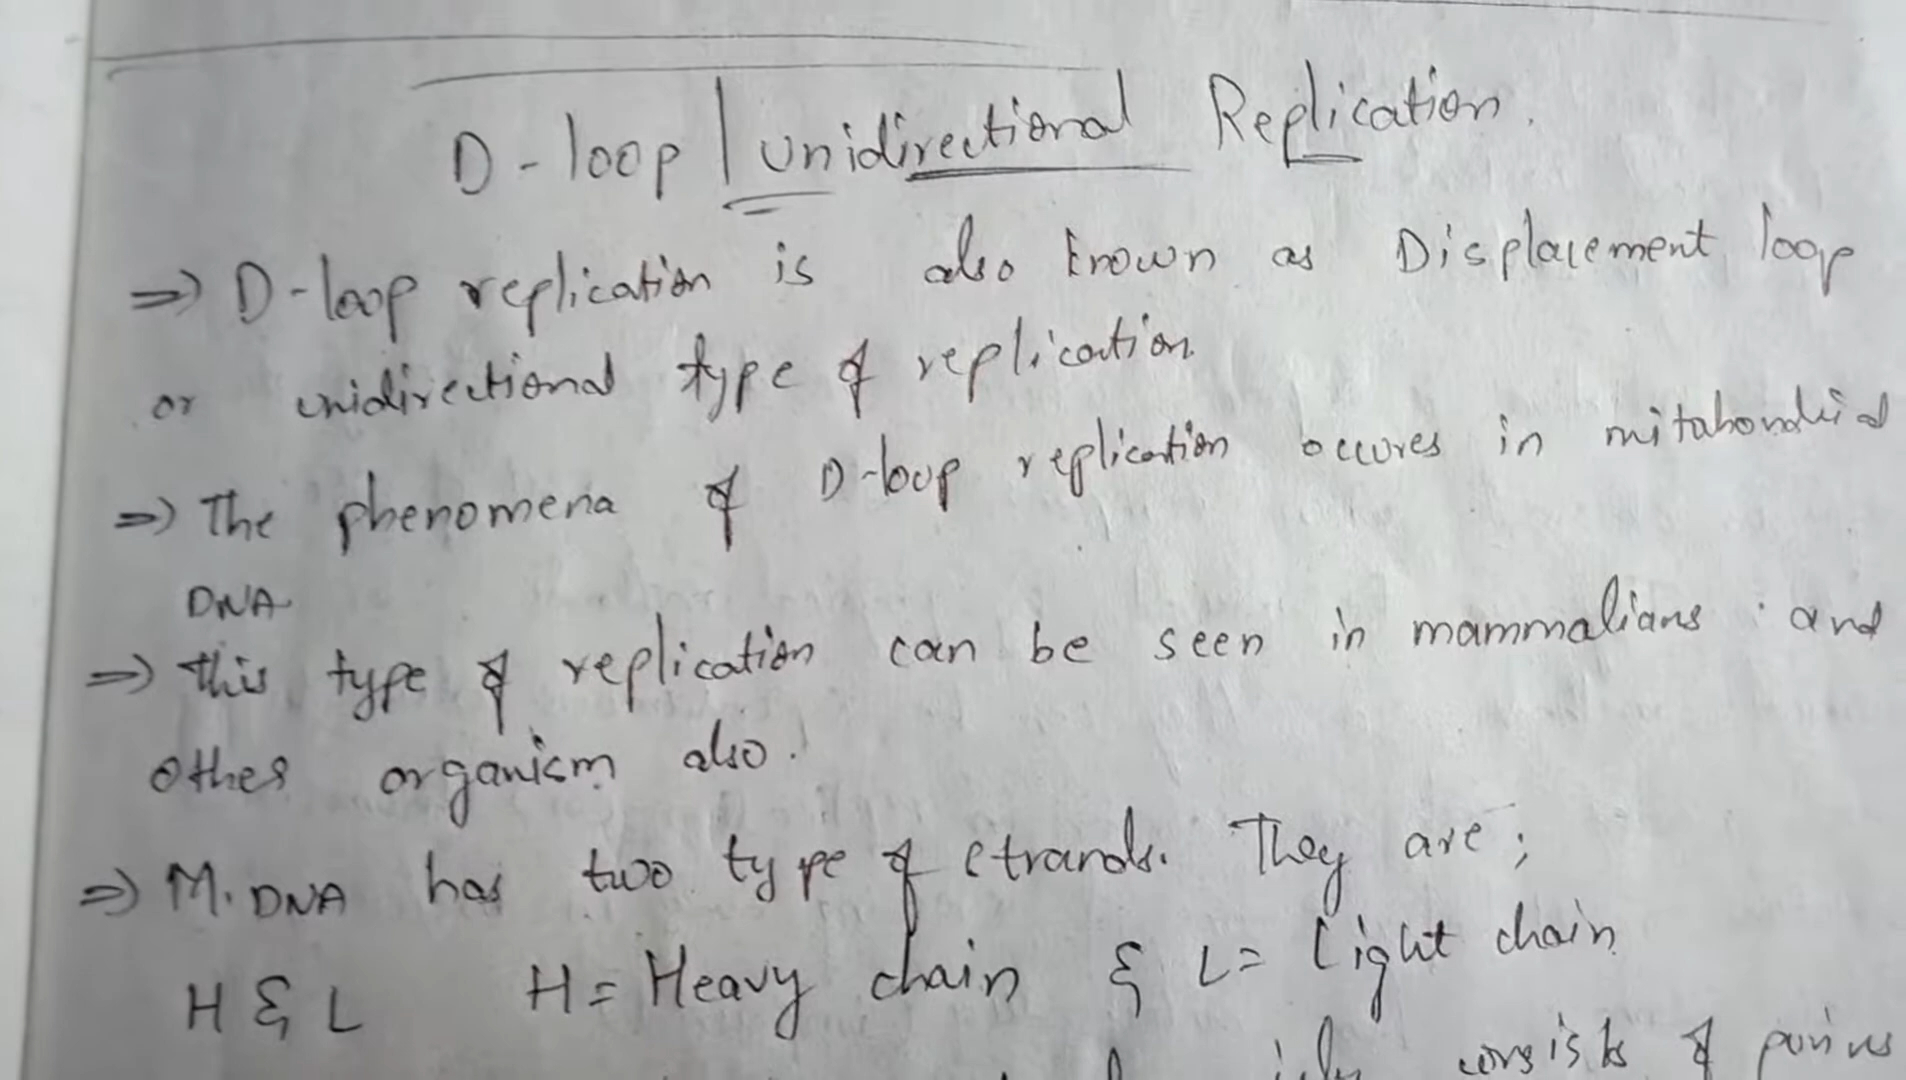 D-loop | unidirectional Replication.
⇒ D-loop replication is also known as Displacement loop
or unidirectional type of replication
⇒ The phenomena of D-loop replication occures in mitahondrial
DNA
⇒ this type of replication can be seen in mammalians and
other organism also.
⇒ M.DNA has two type of strands. They are;
H & L H = Heavy chain & L = Light chain
consists of